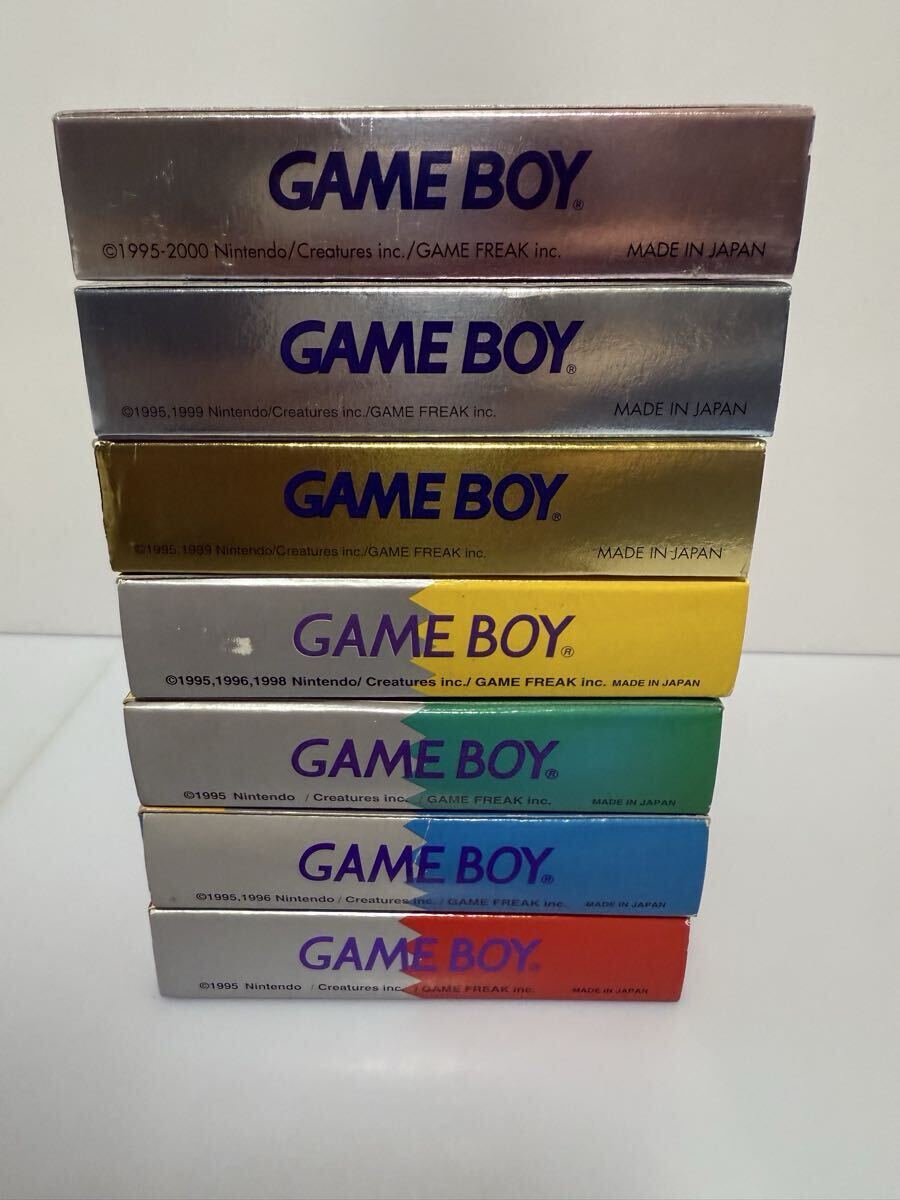 GAME BOY®
©1995-2000 Nintendo/Creatures inc./GAME FREAK inc. MADE IN JAPAN
GAME BOY®
©1995,1999 Nintendo/Creatures inc./GAME FREAK inc. MADE IN JAPAN
GAME BOY®
©1995,1999 Nintendo/Creatures inc./GAME FREAK inc. MADE IN JAPAN
GAME BOY®
©1995,1996,1998 Nintendo/ Creatures inc./ GAME FREAK inc. MADE IN JAPAN
GAME BOY®
©1995 Nintendo / Creatures inc. / GAME FREAK inc. MADE IN JAPAN
GAME BOY®
©1995,1996 Nintendo / Creatures inc. / GAME FREAK inc. MADE IN JAPAN
GAME BOY®
©1995 Nintendo / Creatures inc. / GAME FREAK inc. MADE IN JAPAN